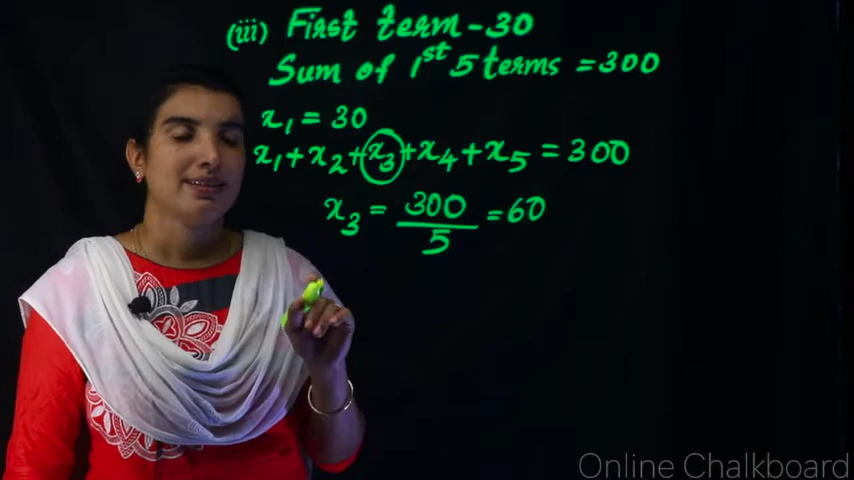 (iii) First term - 30
Sum of 1st 5 terms = 300
x₁ = 30
x₁ + x₂ + x₃ + x₄ + x₅ = 300
x₃ = 300/5 = 60
Online Chalkboard